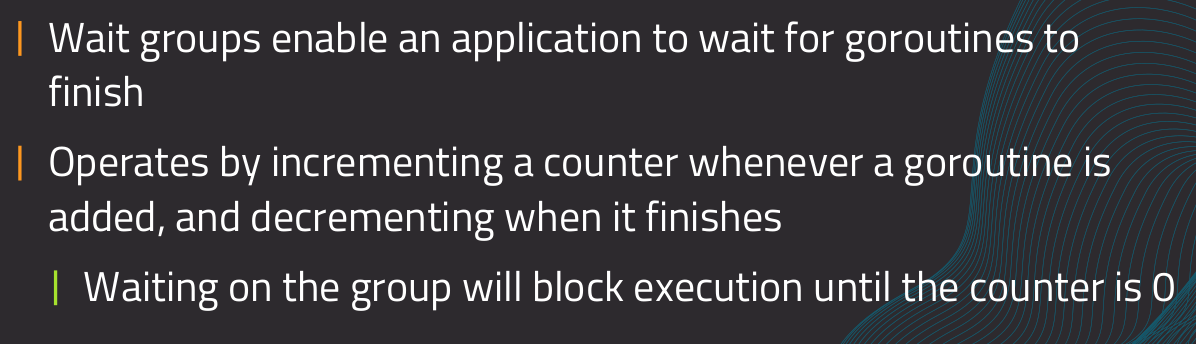 Wait groups enable an application to wait for goroutines to
finish
Operates by incrementing a counter whenever a goroutine is
added, and decrementing when it finishes
Waiting on the group will block execution until the counter is 0